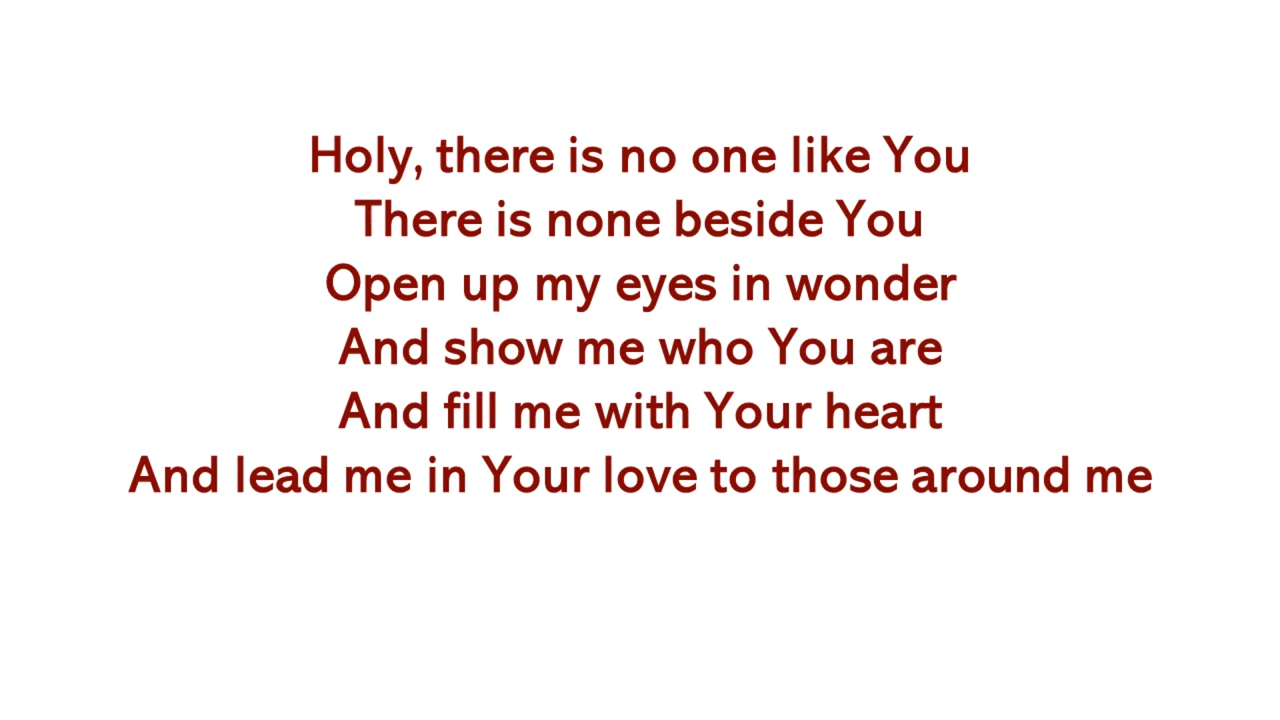 Holy, there is no one like You
There is none beside You
Open up my eyes in wonder
And show me who You are
And fill me with Your heart
And lead me in Your love to those around me